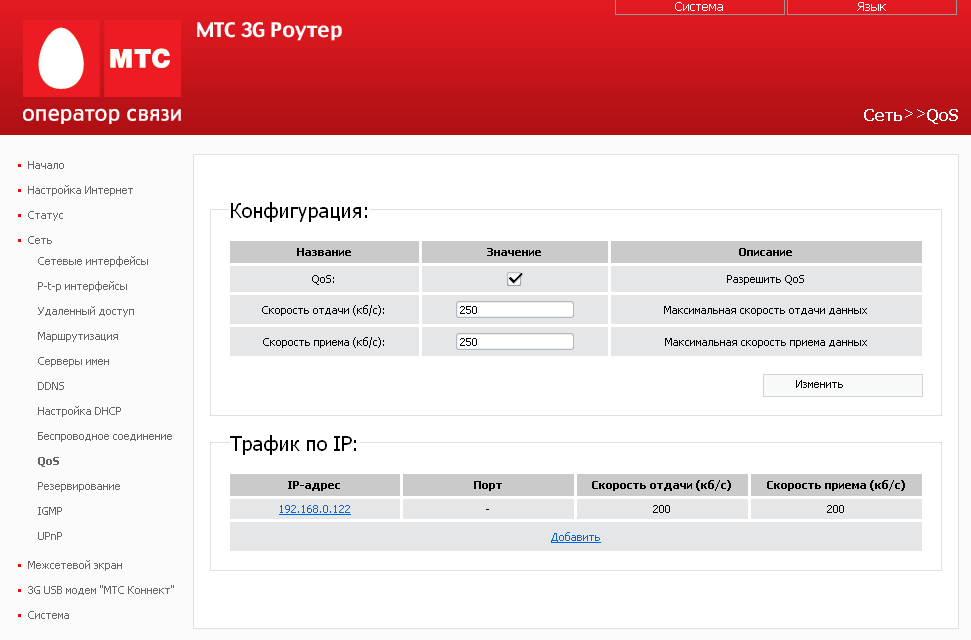 Система Язык
МТС 3G Роутер
МТС
оператор связи
Сеть>>QoS
Начало
Настройка Интернет
Статус
Сеть
Сетевые интерфейсы
P-t-p интерфейсы
Удаленный доступ
Маршрутизация
Серверы имен
DDNS
Настройка DHCP
Беспроводное соединение
QoS
Резервирование
IGMP
UPnP
Межсетевой экран
3G USB модем "МТС Коннект"
Система
Конфигурация:
Название Значение Описание
QoS: Разрешить QoS
Скорость отдачи (кб/с): 250 Максимальная скорость отдачи данных
Скорость приема (кб/с): 250 Максимальная скорость приема данных
Изменить
Трафик по IP:
IP-адрес Порт Скорость отдачи (кб/с) Скорость приема (кб/с)
192.168.0.122 - 200 200
Добавить